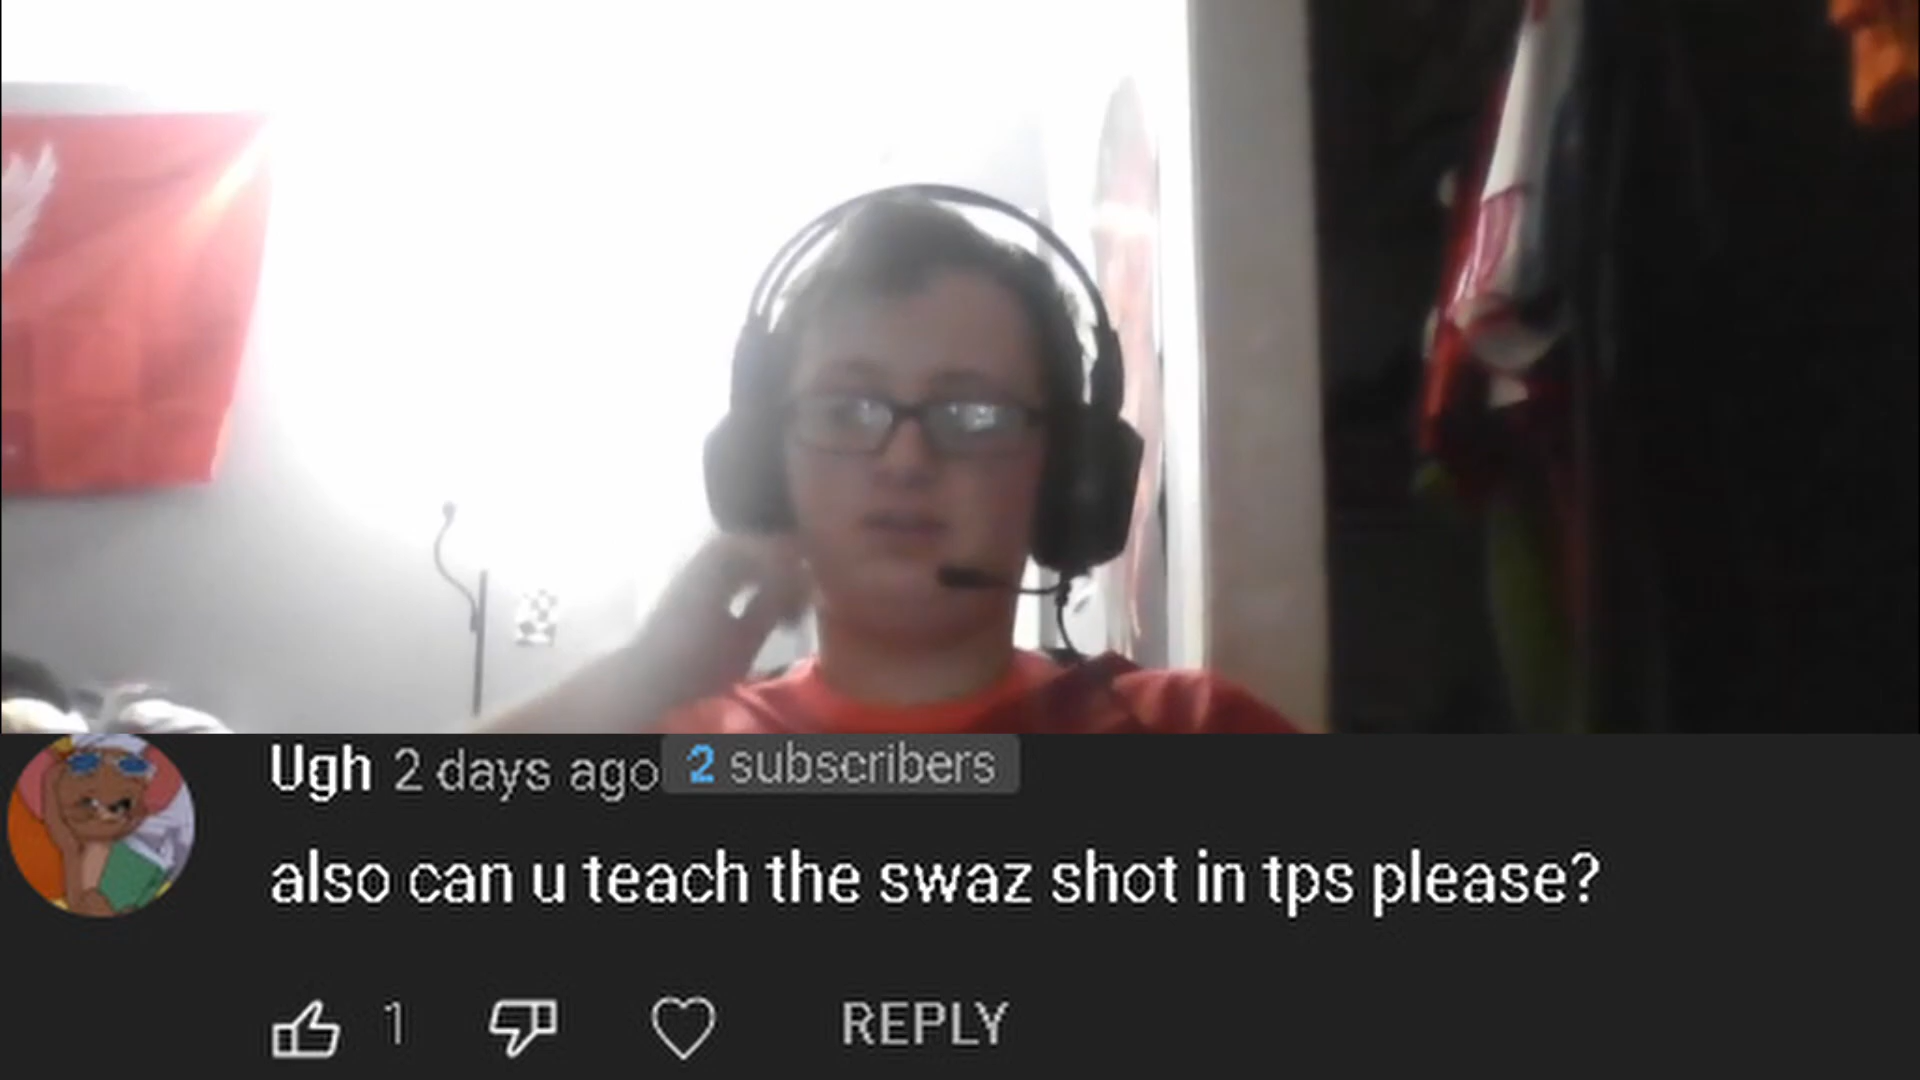 Ugh 2 days ago 2 subscribers
also can u teach the swaz shot in tps please?
1 REPLY